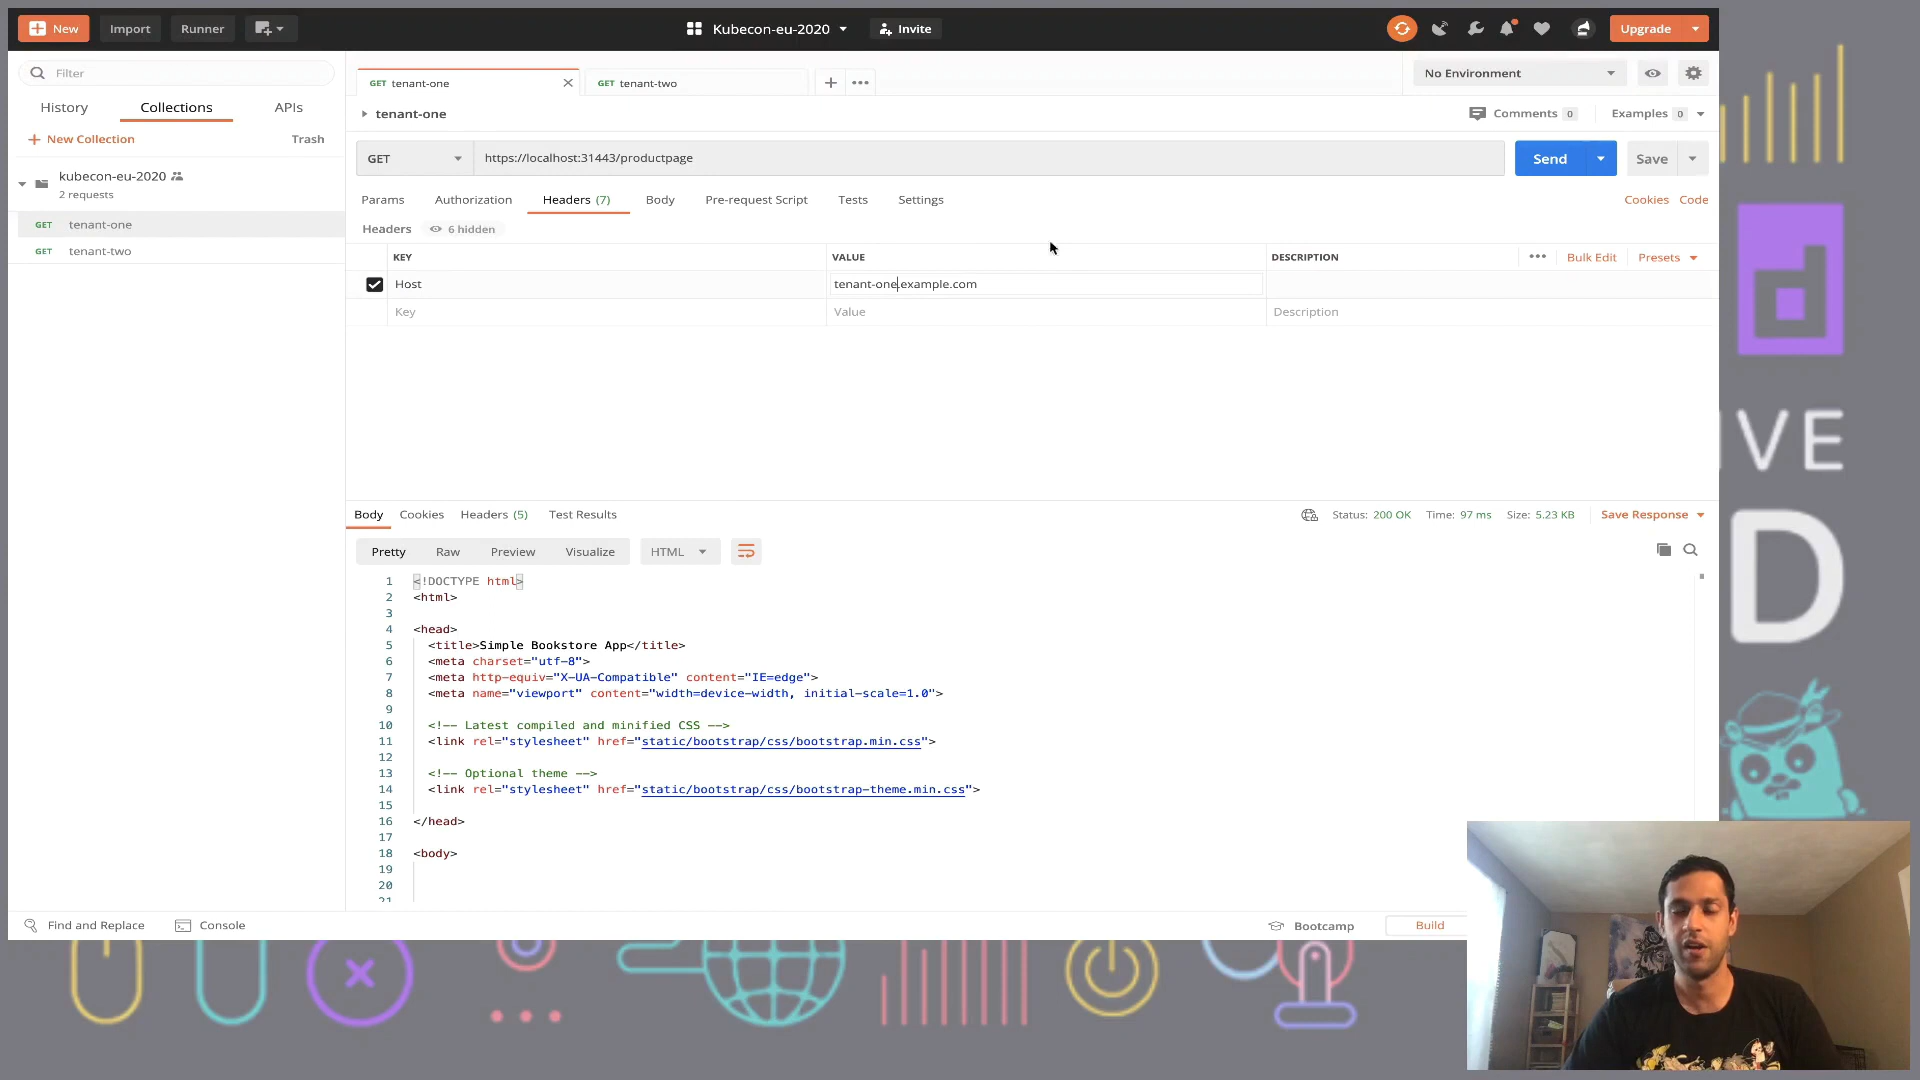 New
Import
Runner
Kubecon-eu-2020
Invite
Upgrade
Filter
History
Collections
APIs
New Collection
Trash
kubecon-eu-2020
2 requests
GET tenant-one
GET tenant-two
GET tenant-one
GET tenant-two
No Environment
tenant-one
Comments 0
Examples 0
GET
https://localhost:31443/productpage
Send
Save
Params
Authorization
Headers (7)
Body
Pre-request Script
Tests
Settings
Cookies
Code
Headers
6 hidden
KEY
VALUE
DESCRIPTION
Bulk Edit
Presets
Host
tenant-one.example.com
Key
Value
Description
Body
Cookies
Headers (5)
Test Results
Status: 200 OK
Time: 97 ms
Size: 5.23 KB
Save Response
Pretty
Raw
Preview
Visualize
HTML
1 <!DOCTYPE html>
2 <html>
3
4 <head>
5 <title>Simple Bookstore App</title>
6 <meta charset="utf-8">
7 <meta http-equiv="X-UA-Compatible" content="IE=edge">
8 <meta name="viewport" content="width=device-width, initial-scale=1.0">
9
10 <!-- Latest compiled and minified CSS -->
11 <link rel="stylesheet" href="static/bootstrap/css/bootstrap.min.css">
12
13 <!-- Optional theme -->
14 <link rel="stylesheet" href="static/bootstrap/css/bootstrap-theme.min.css">
15
16 </head>
17
18 <body>
19
20
21
Find and Replace
Console
Bootcamp
Build
d
IVE
D